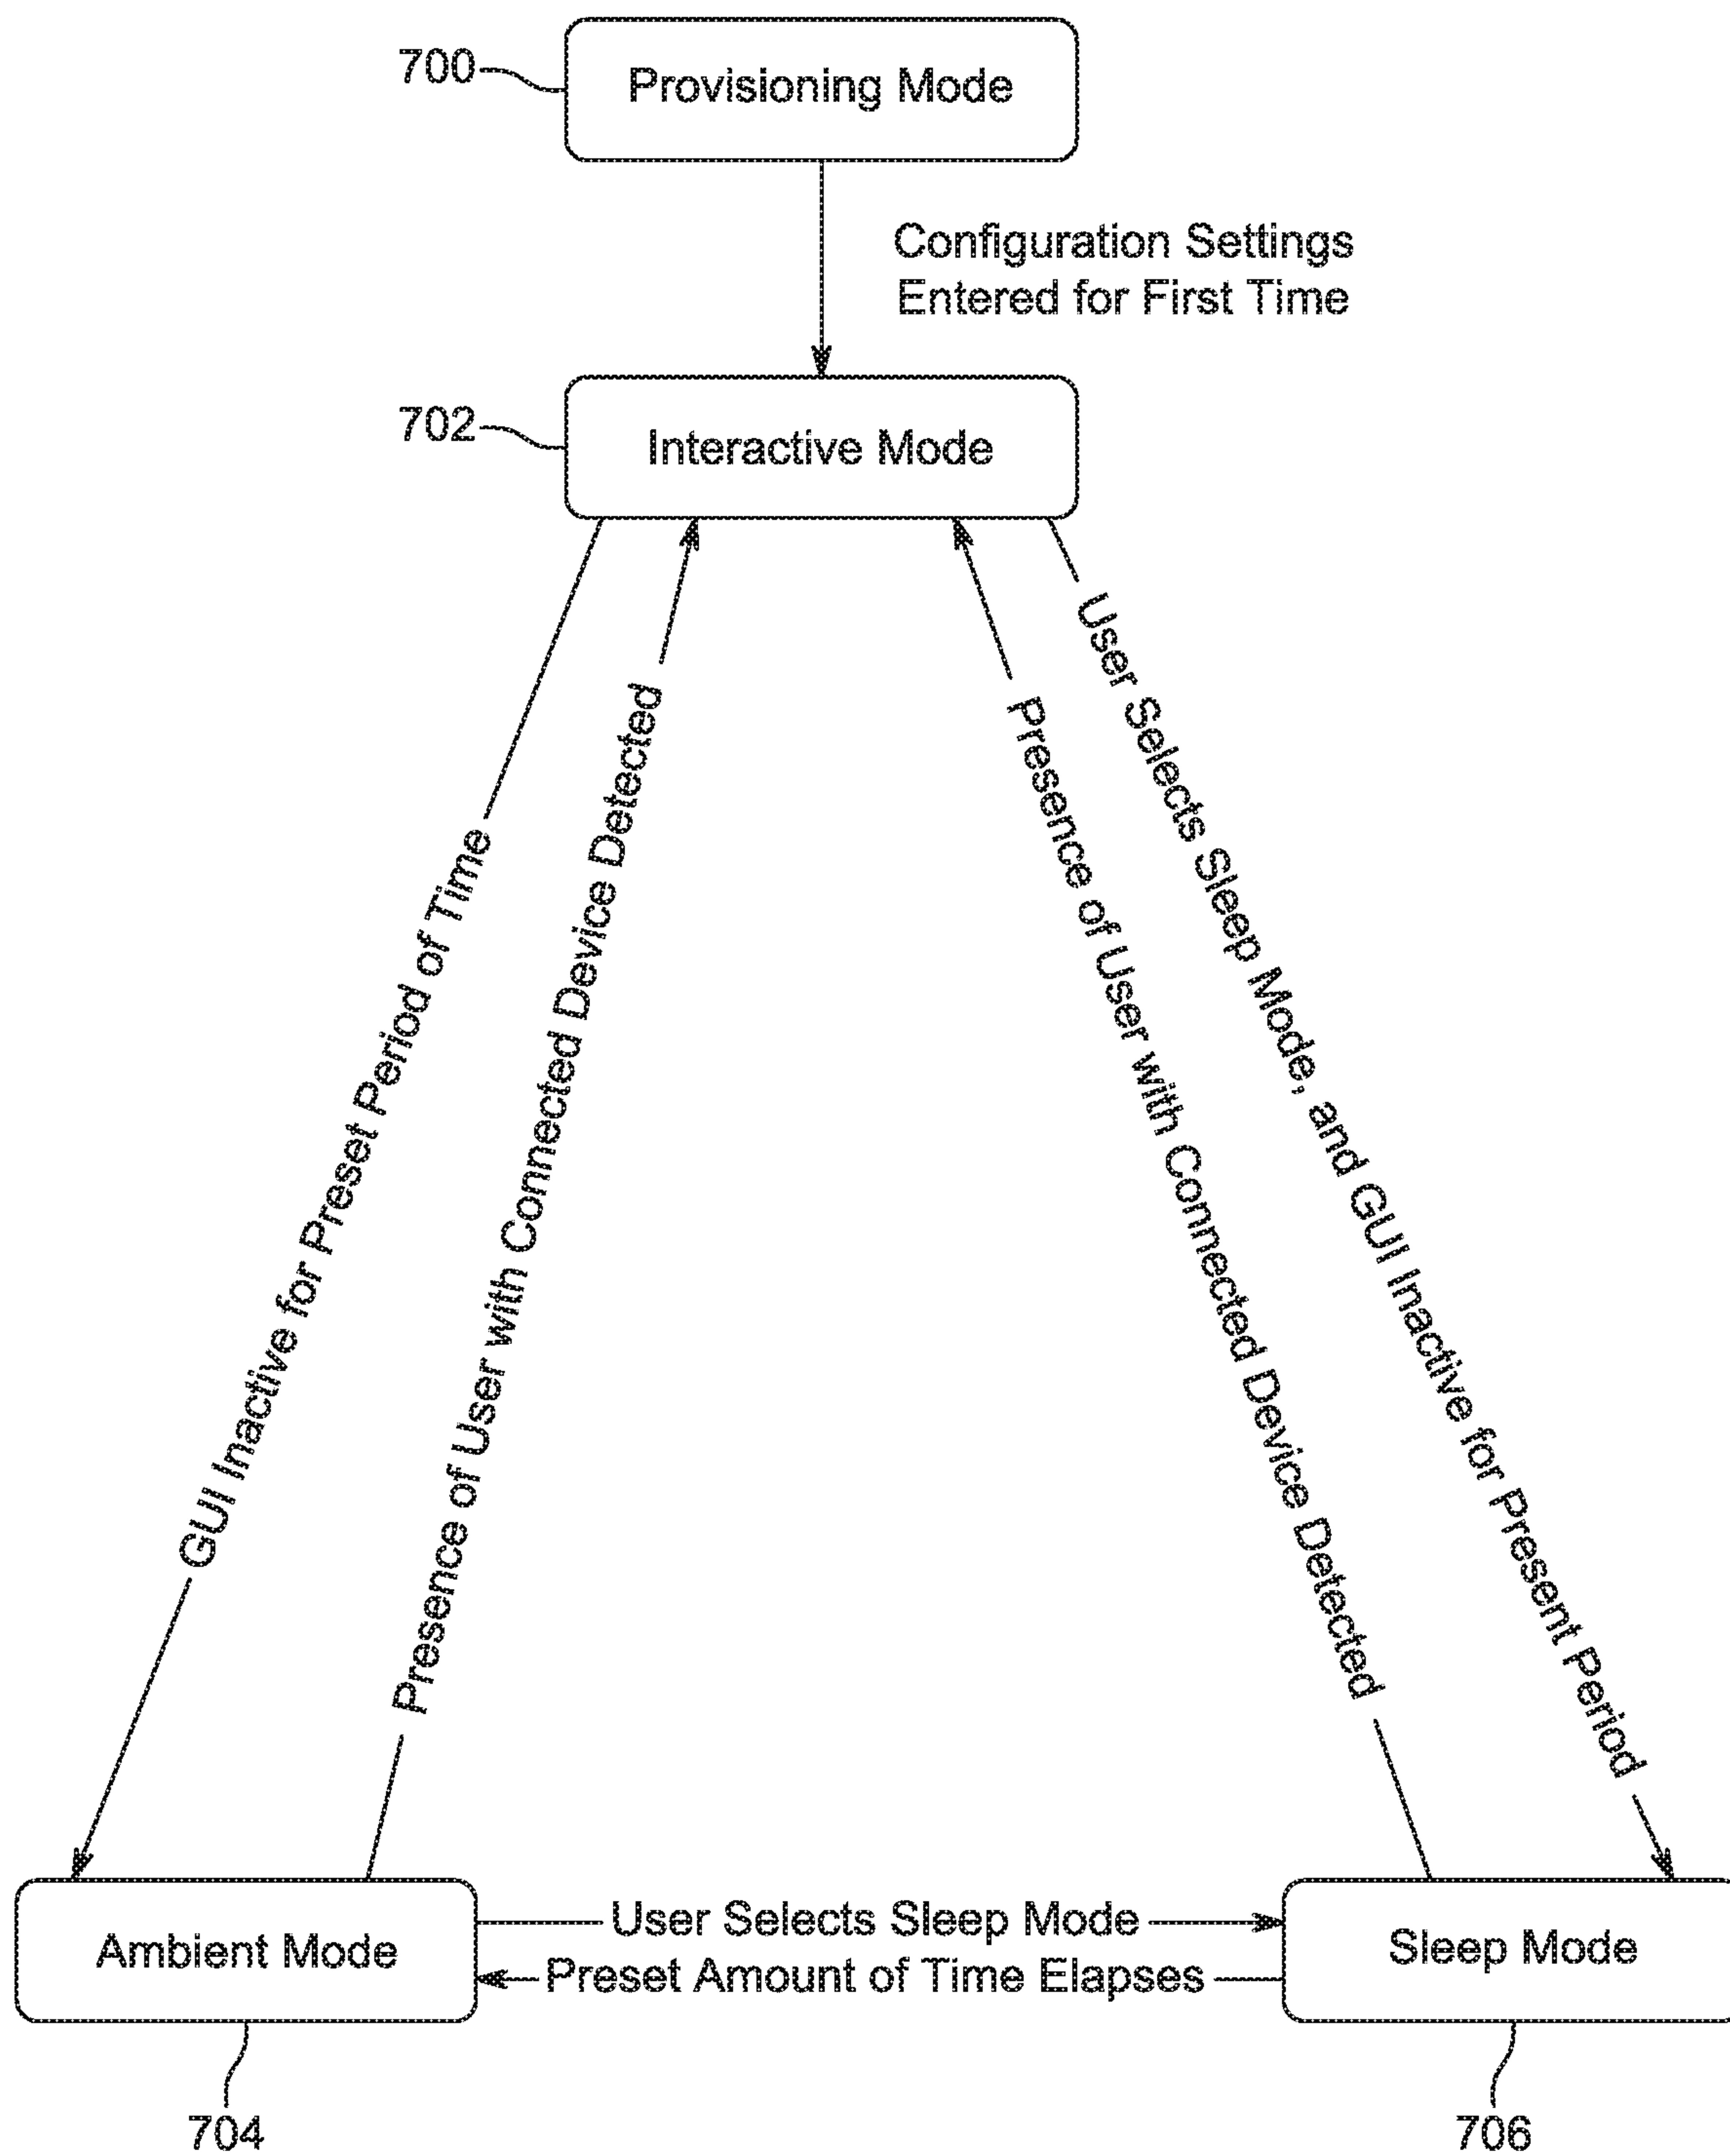 700
Provisioning Mode
Configuration Settings
Entered for First Time
702
Interactive Mode
GUI Inactive for Preset Period of Time
Presence of User with Connected Device Detected
Presence of User with Connected Device Detected
User Selects Sleep Mode, and GUI Inactive for Present Period
Ambient Mode
User Selects Sleep Mode
Preset Amount of Time Elapses
Sleep Mode
704
706